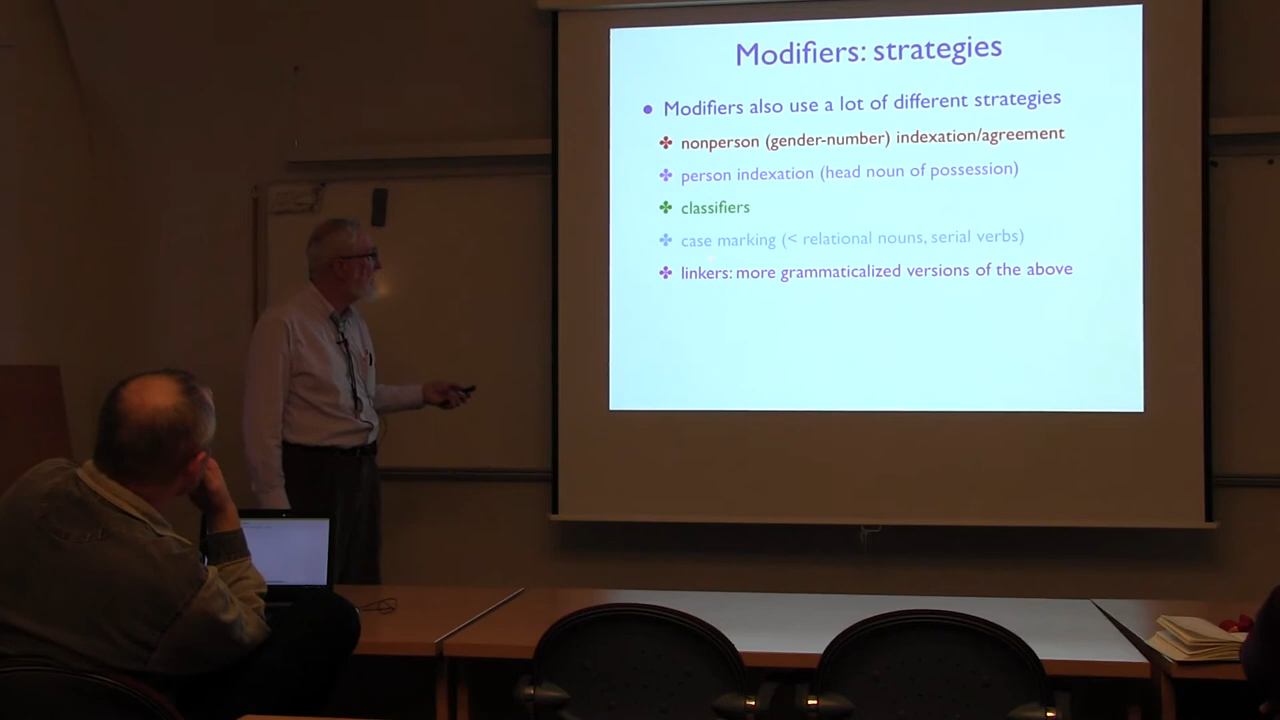 Modifiers: strategies
● Modifiers also use a lot of different strategies
✤ nonperson (gender-number) indexation/agreement
✤ person indexation (head noun of possession)
✤ classifiers
✤ case marking (< relational nouns, serial verbs)
✤ linkers: more grammaticalized versions of the above